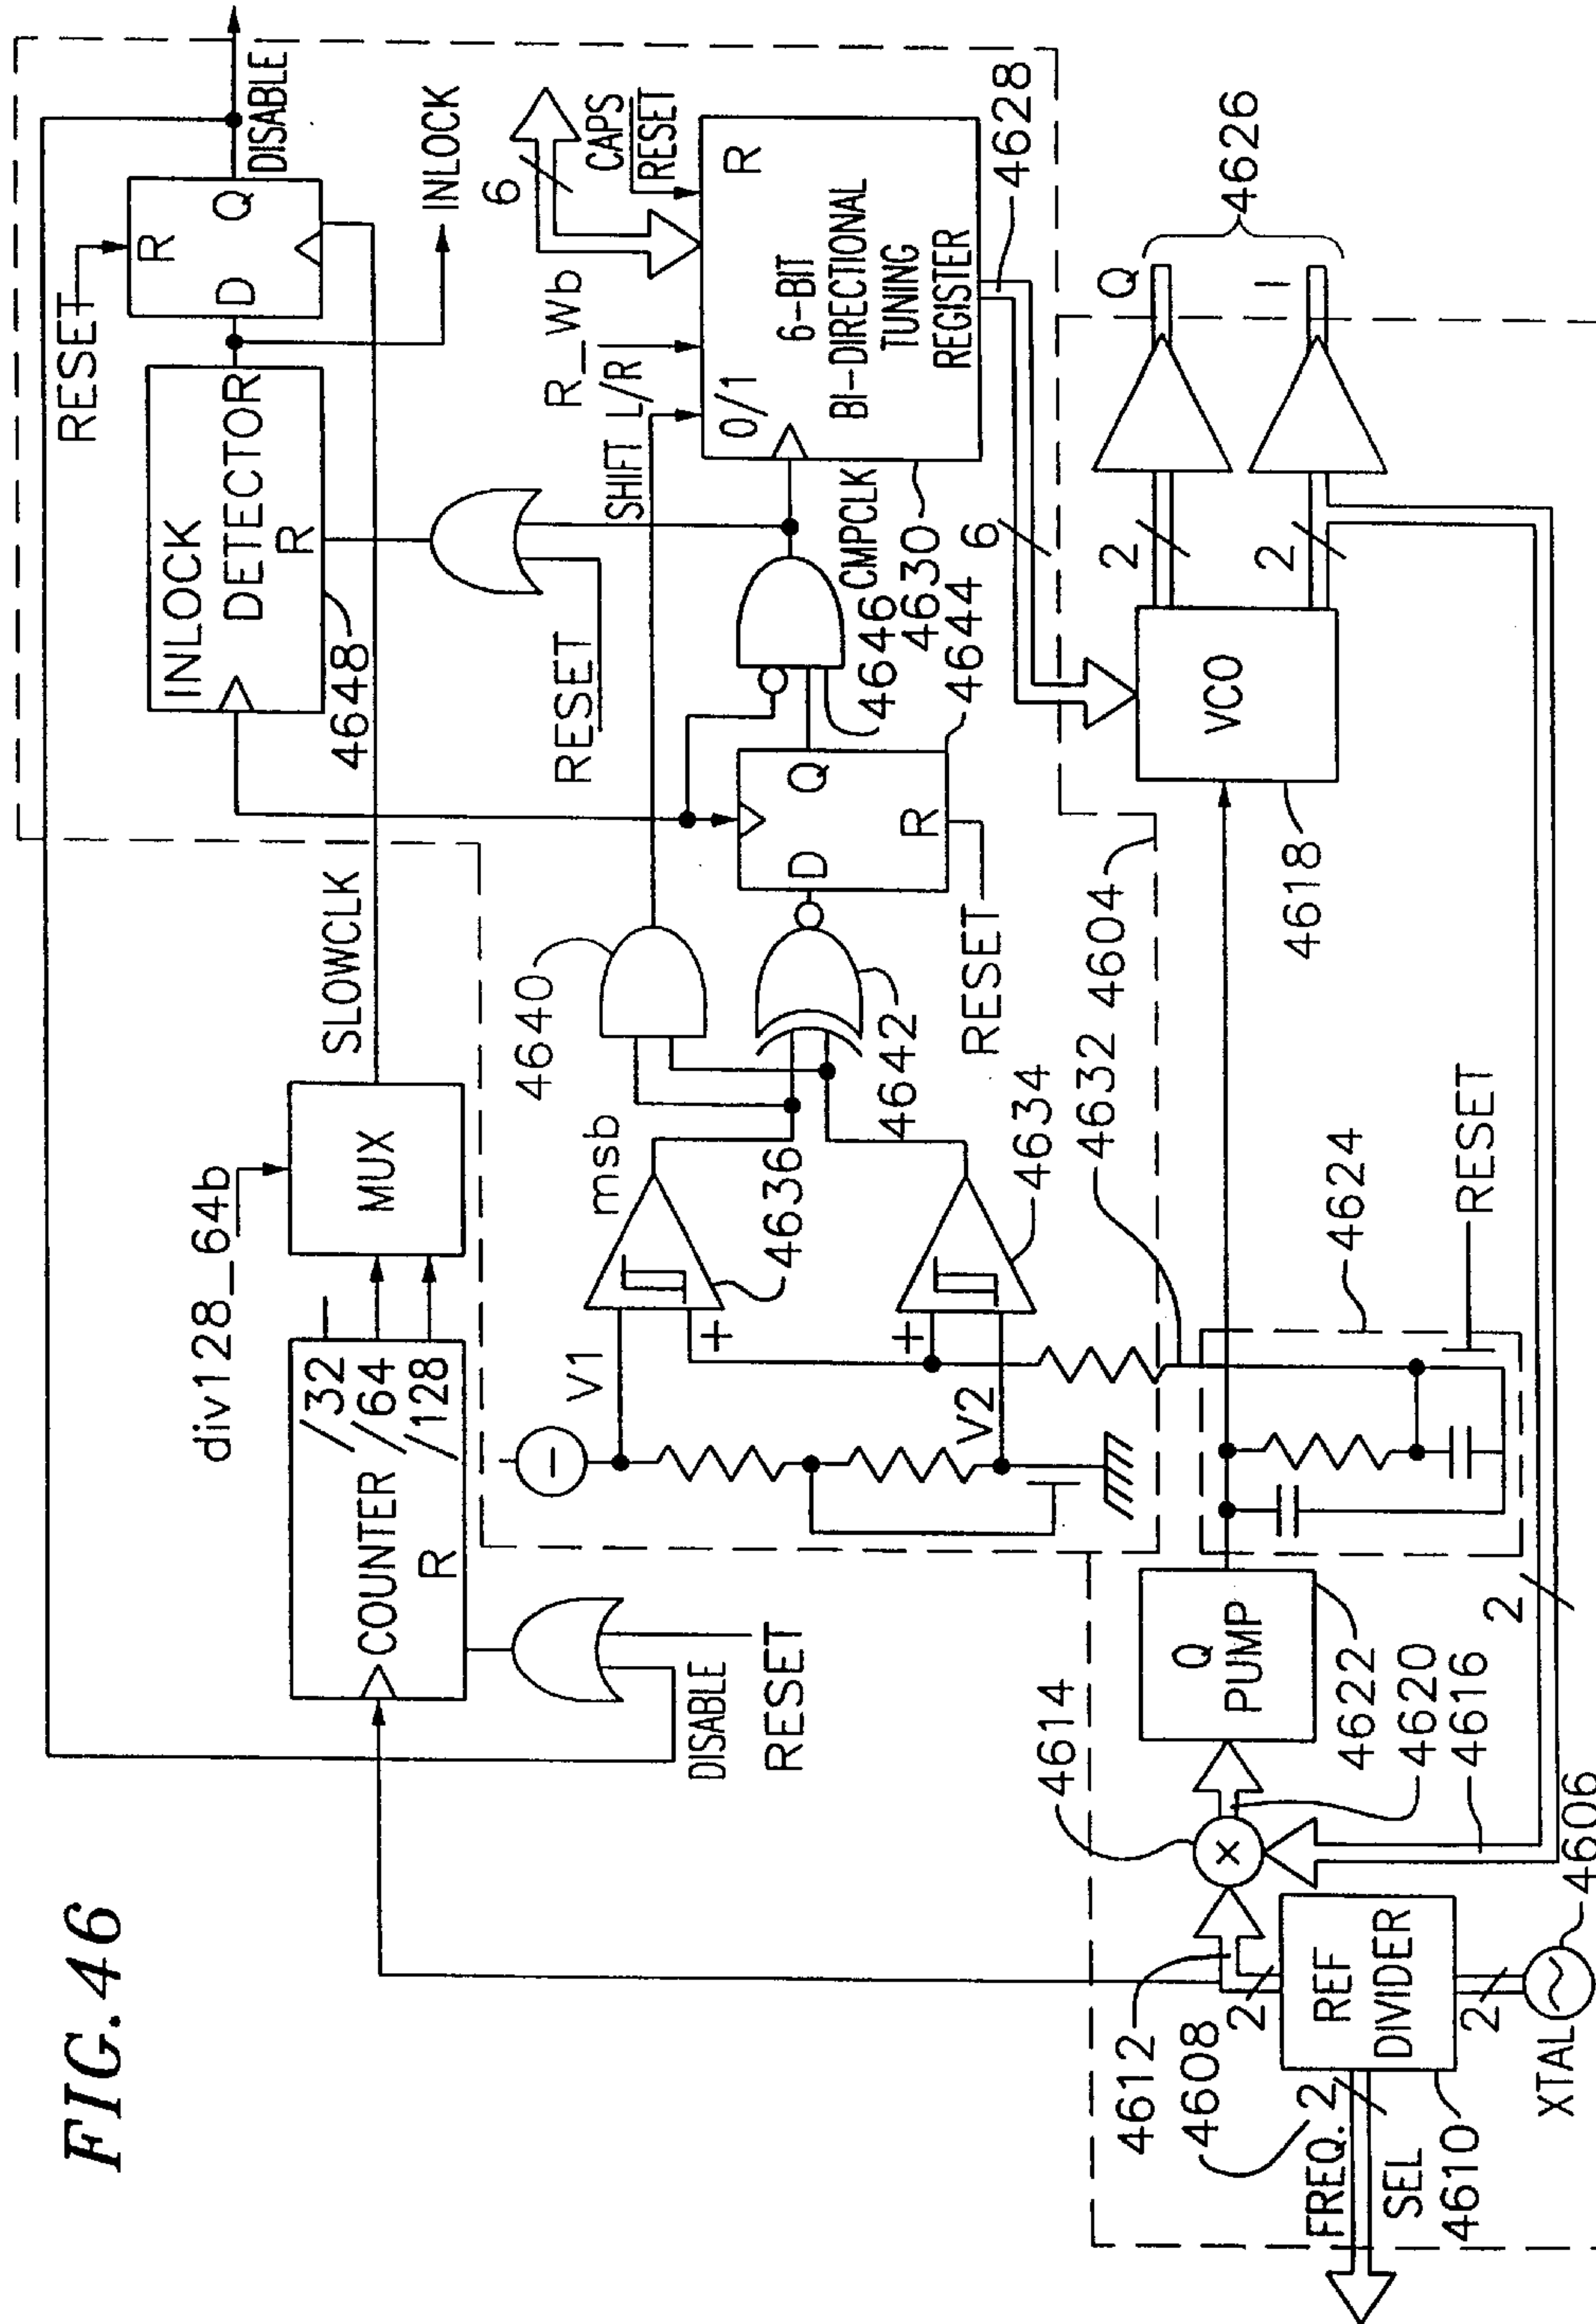 FIG. 46
div128_64b
COUNTER
/32
/64
/128
R
MUX
SLOWCLK
DISABLE
RESET
RESET
R
D
Q
DISABLE
INLOCK
DETECTOR
R
R
4648
INLOCK
RESET
V1
V2
msb
+
+
4636
4634
4640
4642
D
Q
R
RESET
4644
4646
CMPCLK
SHIFT L/R
R_Wb
6
CAPS
RESET
0/1
R
6-BIT
BI-DIRECTIONAL
TUNING
REGISTER
4630
4628
6
4632
4604
FREQ.
SEL
2
4608
4610
REF
DIVIDER
2
2
XTAL
4606
4612
4614
X
4616
4620
4622
Q
PUMP
4624
RESET
2
VCO
4618
2
2
Q
I
4626